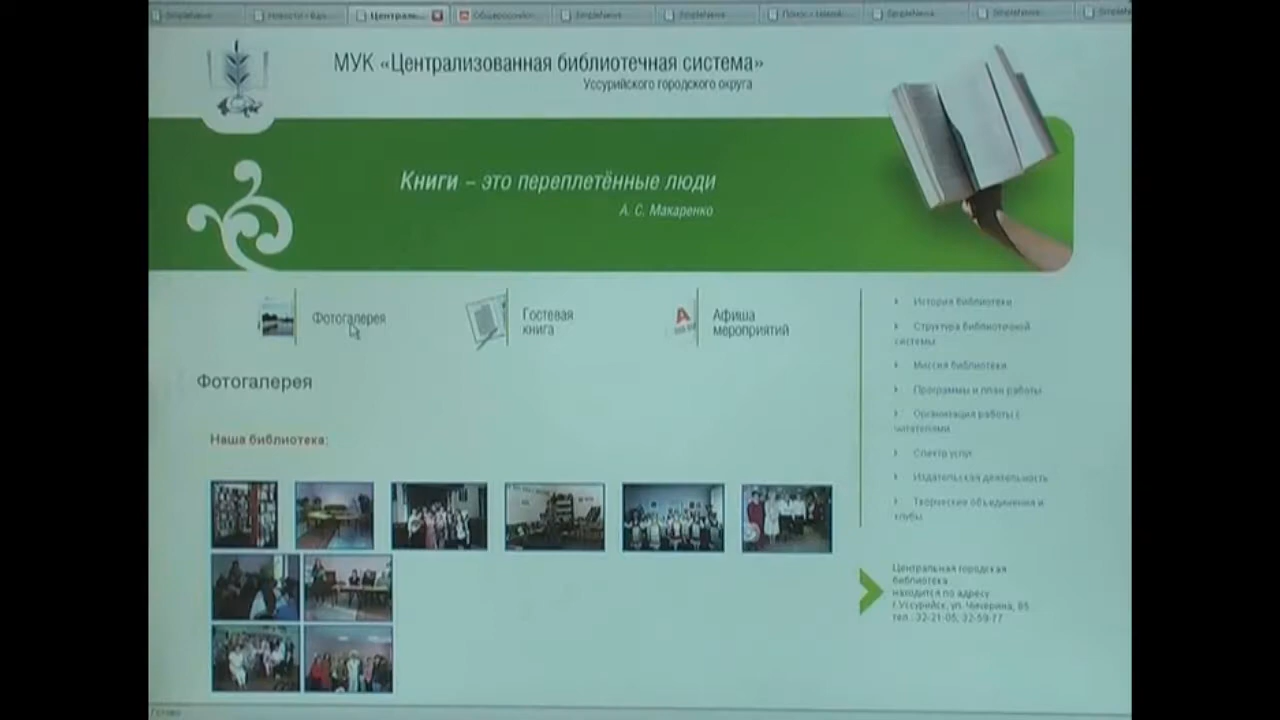 МУК «Централизованная библиотечная система»
Уссурийского городского округа
Книги – это переплетённые люди
А. С. Макаренко
Фотогалерея
Гостевая
книга
Афиша
мероприятий
Фотогалерея
Наша библиотека:
История библиотеки
Структура библиотечной
системы
Миссия библиотеки
Программы и план работы
Организация работы с
читателями
Спектр услуг
Издательская деятельность
Творческие объединения и
клубы
Центральная городская
библиотека
находится по адресу
г.Уссурийск, ул. Чичерина, 85
тел.: 32-21-05, 32-59-77
Готово